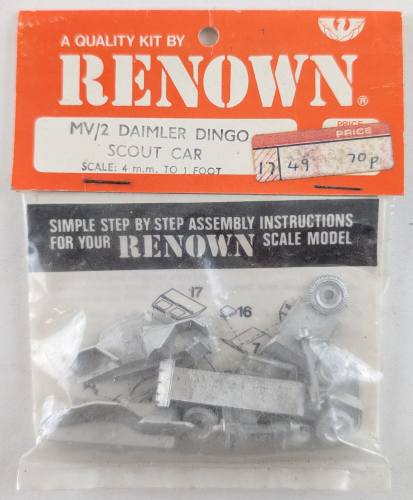 A QUALITY KIT BY
RENOWN®
MV/2 DAIMLER DINGO
SCOUT CAR
SCALE: 4 m.m. TO 1 FOOT
PRICE
PRICE
17 49 70p
SIMPLE STEP BY STEP ASSEMBLY INSTRUCTIONS
FOR YOUR RENOWN SCALE MODEL
17
16
7